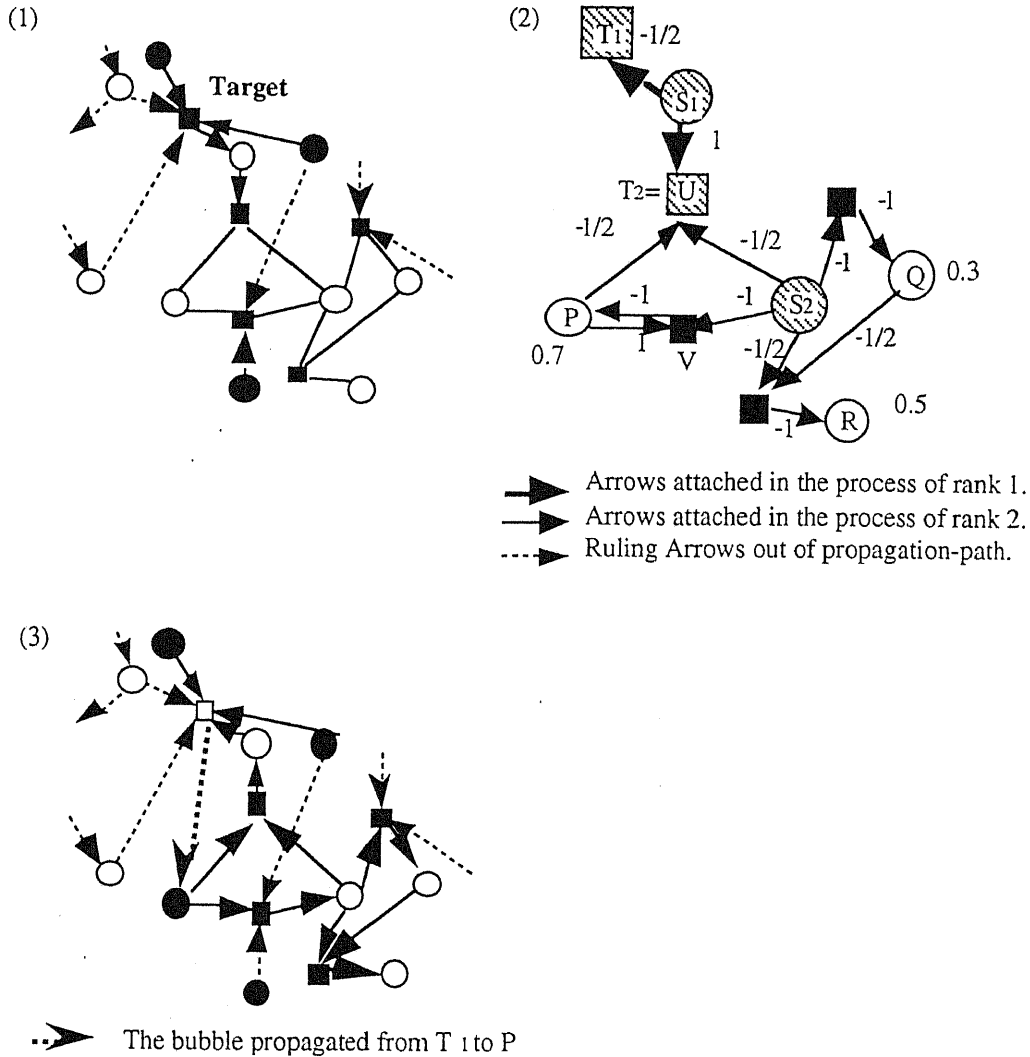 (1)
Target
(2)
T1
-1/2
S1
1
T2=
U
-1/2
-1/2
-1
-1
Q
0.3
P
-1
-1
S2
0.7
1
V
-1/2
-1/2
-1
R
0.5
Arrows attached in the process of rank 1.
Arrows attached in the process of rank 2.
Ruling Arrows out of propagation-path.
(3)
The bubble propagated from T 1 to P